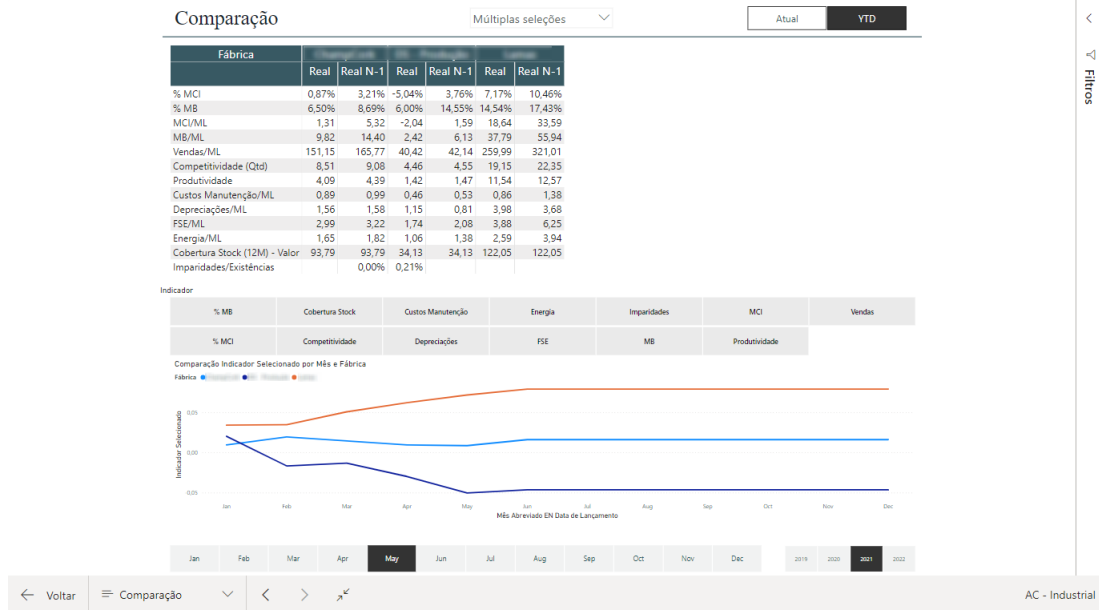 Comparação
Múltiplas seleções
Atual YTD
Filtros
Fábrica
Real Real N-1 Real Real N-1 Real Real N-1
% MCI 0,87% 3,21% -5,04% 3,76% 7,17% 10,46%
% MB 6,50% 8,69% 6,00% 14,55% 14,54% 17,43%
MCI/ML 1,31 5,32 -2,04 1,59 18,64 33,59
MB/ML 9,82 14,40 2,42 6,13 37,79 55,94
Vendas/ML 151,15 165,77 40,42 42,14 259,99 321,01
Competitividade (Qtd) 8,51 9,08 4,46 4,55 19,15 22,35
Produtividade 4,09 4,39 1,42 1,47 11,54 12,57
Custos Manutenção/ML 0,89 0,99 0,46 0,53 0,86 1,38
Depreciações/ML 1,56 1,58 1,15 0,81 3,98 3,68
FSE/ML 2,99 3,22 1,74 2,08 3,88 6,25
Energia/ML 1,65 1,82 1,06 1,38 2,59 3,94
Cobertura Stock (12M) - Valor 93,79 93,79 34,13 34,13 122,05 122,05
Imparidades/Existências 0,00% 0,21%
Indicador
% MB Cobertura Stock Custos Manutenção Energia Imparidades MCI Vendas
% MCI Competitividade Depreciações FSE MB Produtividade
Comparação Indicador Selecionado por Mês e Fábrica
Fábrica
Indicador Selecionado
0,05
0,00
0,05
Jan Feb Mar Apr May Jun Jul Aug Sep Oct Nov Dec
Mês Abreviado EN Data de Lançamento
Jan Feb Mar Apr May Jun Jul Aug Sep Oct Nov Dec 2019 2020 2021 2022
Voltar Comparação AC - Industrial